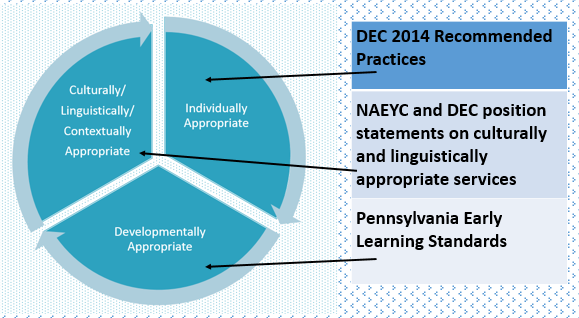 Culturally/
Linguistically/
Contextually
Appropriate
Individually
Appropriate
Developmentally
Appropriate
DEC 2014 Recommended
Practices
NAEYC and DEC position
statements on culturally
and linguistically
appropriate services
Pennsylvania Early
Learning Standards